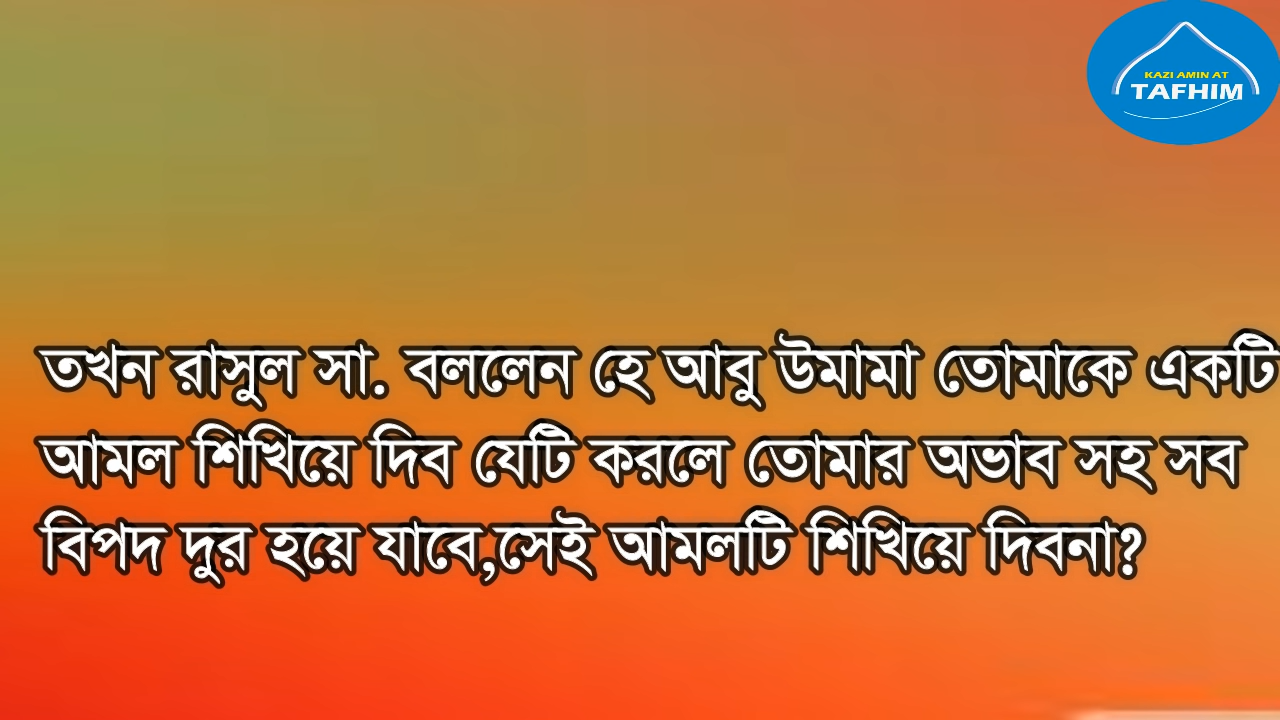 KAZI AMIN AT
TAFHIM
তখন রাসুল সা. বললেন হে আবু উমামা তোমাকে একটি
আমল শিখিয়ে দিব যেটি করলে তোমার অভাব সহ সব
বিপদ দুর হয়ে যাবে,সেই আমলটি শিখিয়ে দিবনা?